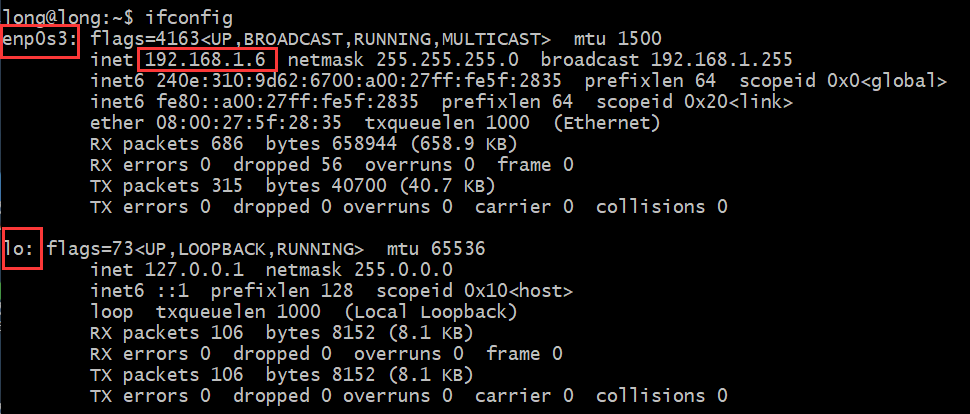 long@long:~$ ifconfig
enp0s3: flags=4163<UP,BROADCAST,RUNNING,MULTICAST>  mtu 1500
inet 192.168.1.6  netmask 255.255.255.0  broadcast 192.168.1.255
inet6 240e:310:9d62:6700:a00:27ff:fe5f:2835  prefixlen 64  scopeid 0x0<global>
inet6 fe80::a00:27ff:fe5f:2835  prefixlen 64  scopeid 0x20<link>
ether 08:00:27:5f:28:35  txqueuelen 1000  (Ethernet)
RX packets 686  bytes 658944 (658.9 KB)
RX errors 0  dropped 56  overruns 0  frame 0
TX packets 315  bytes 40700 (40.7 KB)
TX errors 0  dropped 0 overruns 0  carrier 0  collisions 0
lo: flags=73<UP,LOOPBACK,RUNNING>  mtu 65536
inet 127.0.0.1  netmask 255.0.0.0
inet6 ::1  prefixlen 128  scopeid 0x10<host>
loop  txqueuelen 1000  (Local Loopback)
RX packets 106  bytes 8152 (8.1 KB)
RX errors 0  dropped 0  overruns 0  frame 0
TX packets 106  bytes 8152 (8.1 KB)
TX errors 0  dropped 0 overruns 0  carrier 0  collisions 0